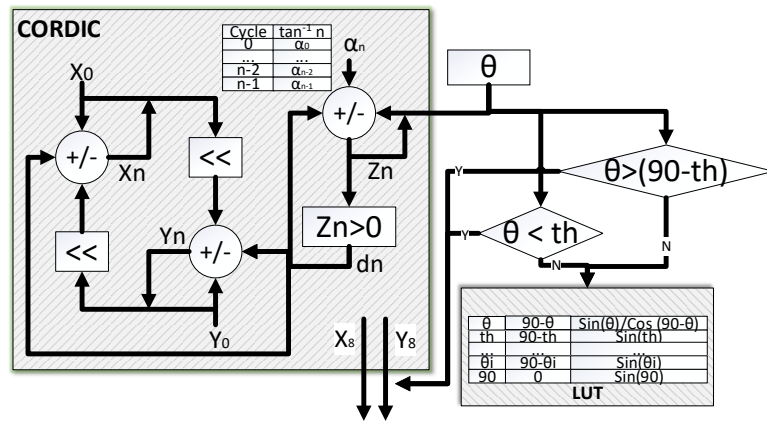 CORDIC
Cycle tan⁻¹ n
0 α₀
... ...
n-2 αₙ₋₂
n-1 αₙ₋₁
αₙ
X₀
θ
+/-
+/-
<<
Xn
Zn
θ>(90-th)
Y
N
Zn>0
dn
θ < th
Y
N
<<
Yn
+/-
Y₀
X₈ Y₈
θ 90-θ Sin(θ)/Cos (90-θ)
th 90-th Sin(th)
... ... ...
θi 90-θi Sin(θi)
90 0 Sin(90)
LUT